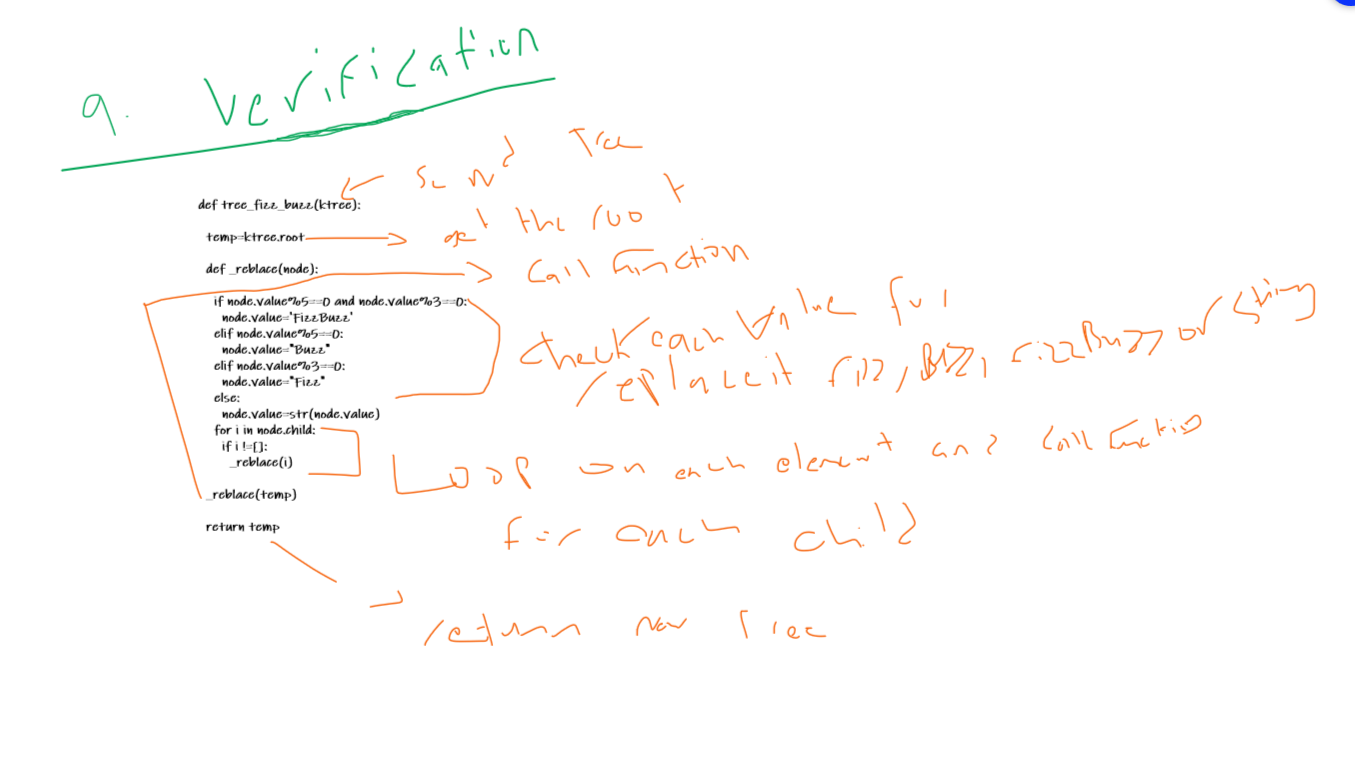 9. Verification
send Tree
def tree_fizz_buzz(ktree):
temp=ktree.root
get the root
def _reblace(node):
Call Function
if node.value%5==0 and node.value%3==0:
node.value='FizzBuzz'
elif node.value%5==0:
node.value="Buzz"
elif node.value%3==0:
node.value="Fizz"
else:
node.value=str(node.value)
check each value for
replace it fizz, Buzz, FizzBuzz or string
for i in node.child:
if i !=[]:
_reblace(i)
Loop on each element and call function
for each child
_reblace(temp)
return temp
return new Tree